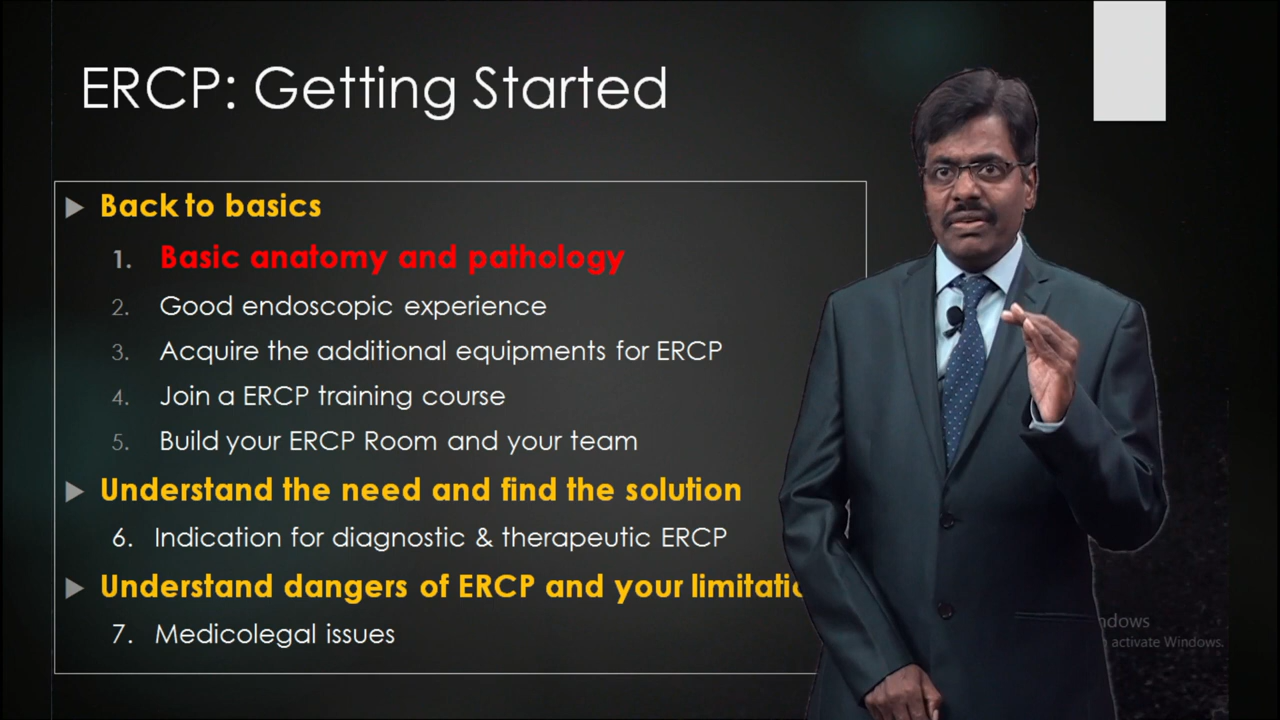 ERCP: Getting Started
Back to basics
1. Basic anatomy and pathology
2. Good endoscopic experience
3. Acquire the additional equipments for ERCP
4. Join a ERCP training course
5. Build your ERCP Room and your team
Understand the need and find the solution
6. Indication for diagnostic & therapeutic ERCP
Understand dangers of ERCP and your
7. Medicolegal issues
activate Windows.